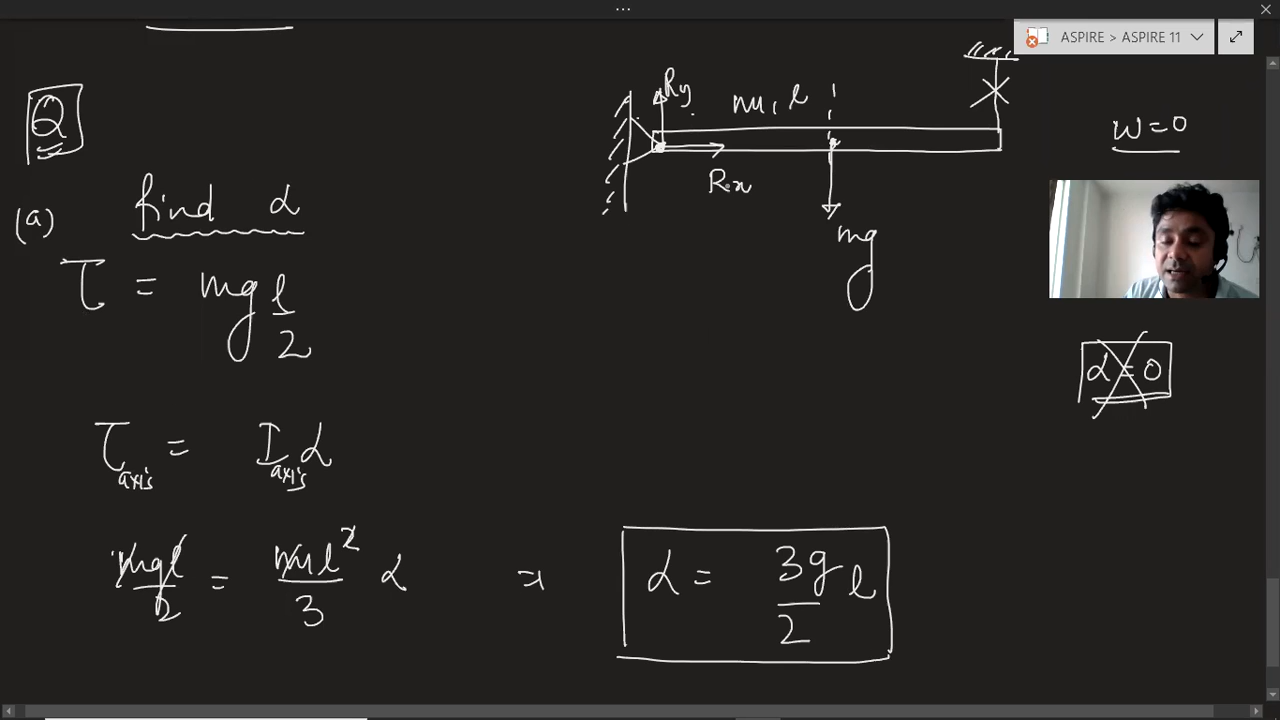 ASPIRE > ASPIRE 11
Q
Ry
m, l
ω=0
Rx
(a) find α
mg
τ = mg l/2
α=0
τaxis = Iaxis α
mgl/2 = ml²/3 α ⇒ α = 3g/2 l